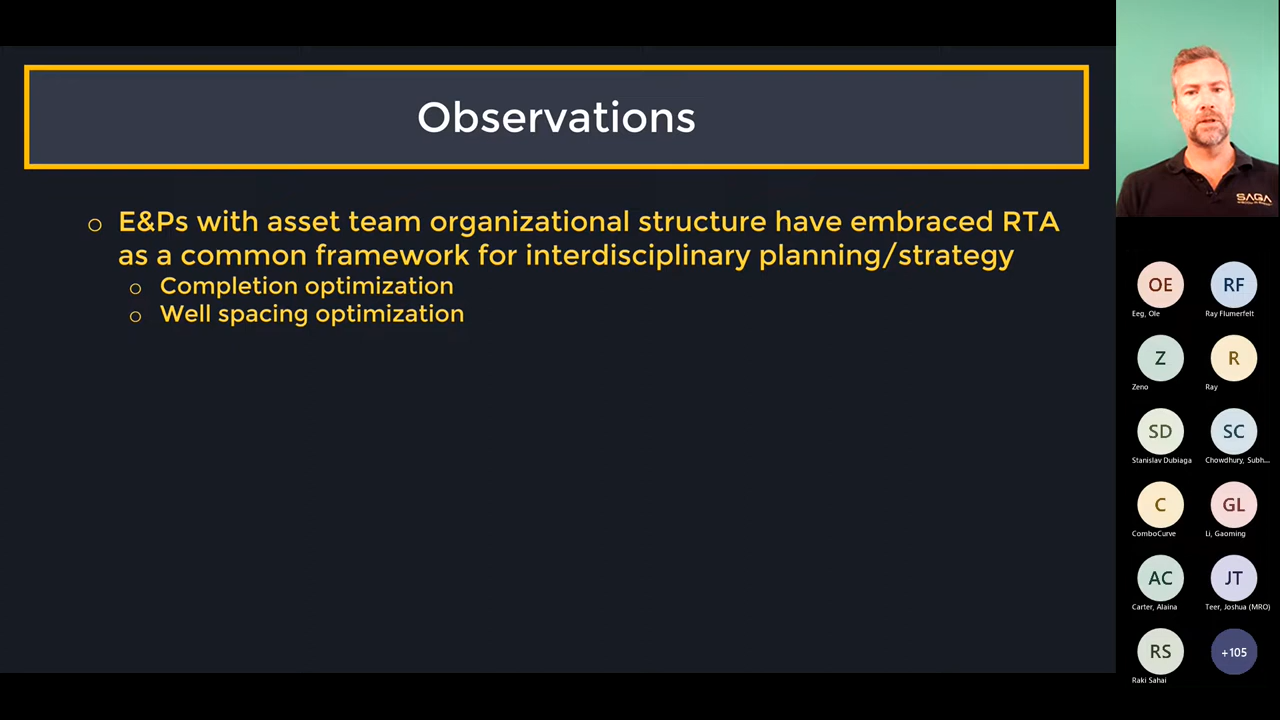 Observations
o E&Ps with asset team organizational structure have embraced RTA
as a common framework for interdisciplinary planning/strategy
o Completion optimization
o Well spacing optimization
SAGA
OE
RF
Eeg, Ole
Ray Flumerfelt
Z
R
Zeno
Ray
SD
SC
Stanislav Dubiaga
Chowdhury, Subh...
C
GL
ComboCurve
Li, Gaoming
AC
JT
Carter, Alaina
Teer, Joshua (MRO)
RS
+105
Raki Sahai